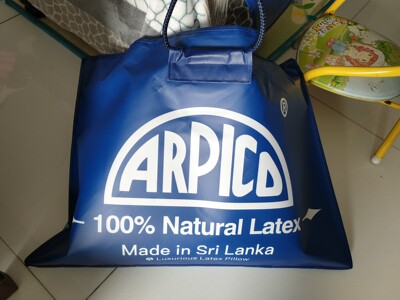 ®
ARPICO
100% Natural Latex
Made in Sri Lanka
Luxurious Latex Pillow